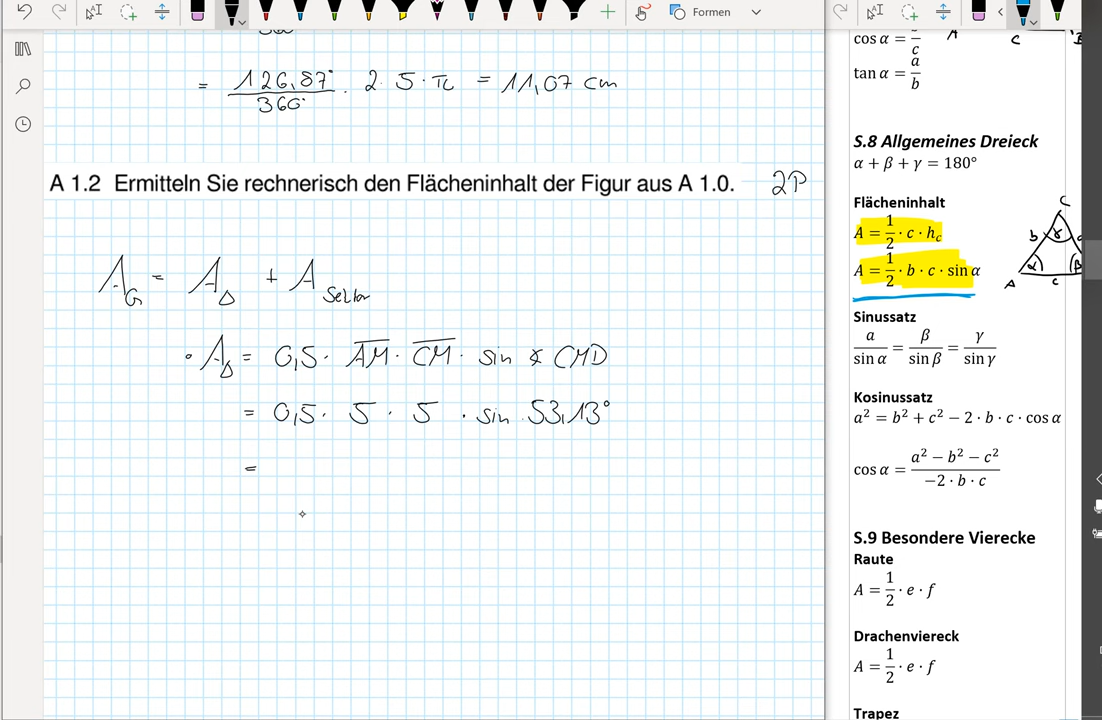 Formen
= 126,87° / 360° · 2 · 5 · π = 11,07 cm
A 1.2 Ermitteln Sie rechnerisch den Flächeninhalt der Figur aus A 1.0. 2P
A_G = A_Δ + A_Sektor
• A_Δ = 0,5 · AM · CM · sin ∢ CMD
= 0,5 · 5 · 5 · sin 53,13°
=
cos α = b/c
tan α = a/b
S.8 Allgemeines Dreieck
α + β + γ = 180°
Flächeninhalt
A = 1/2 · c · h_c
A = 1/2 · b · c · sin α
C
b γ
α β
A c
Sinussatz
a / sin α = β / sin β = γ / sin γ
Kosinussatz
a² = b² + c² − 2 · b · c · cos α
cos α = (a² − b² − c²) / (−2 · b · c)
S.9 Besondere Vierecke
Raute
A = 1/2 · e · f
Drachenviereck
A = 1/2 · e · f
Trapez